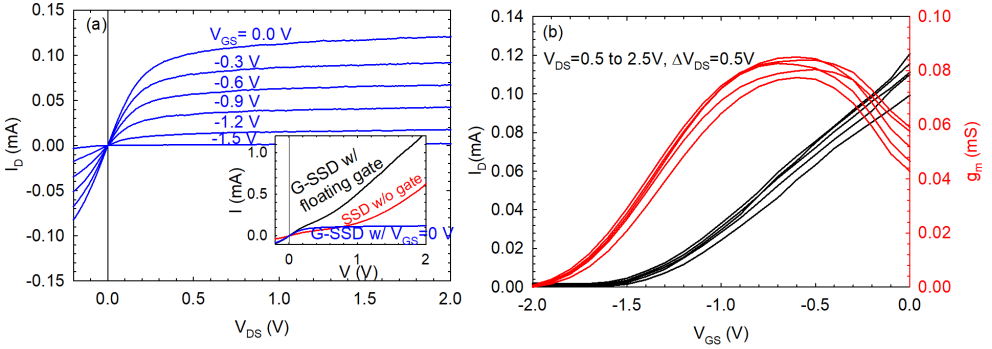 (a)
V_GS= 0.0 V
-0.3 V
-0.6 V
-0.9 V
-1.2 V
-1.5 V
0.15
0.10
0.05
0.00
-0.05
-0.10
-0.15
I_D (mA)
0.0
0.5
1.0
1.5
2.0
V_DS (V)
1.0
0.5
0.0
I (mA)
G-SSD w/
floating gate
SSD w/o gate
G-SSD w/ V_GS=0 V
0
1
2
V (V)
(b)
V_DS=0.5 to 2.5V, ΔV_DS=0.5V
0.14
0.12
0.10
0.08
0.06
0.04
0.02
0.00
I_D(mA)
-2.0
-1.5
-1.0
-0.5
0.0
V_GS (V)
0.10
0.08
0.06
0.04
0.02
0.00
g_m (mS)